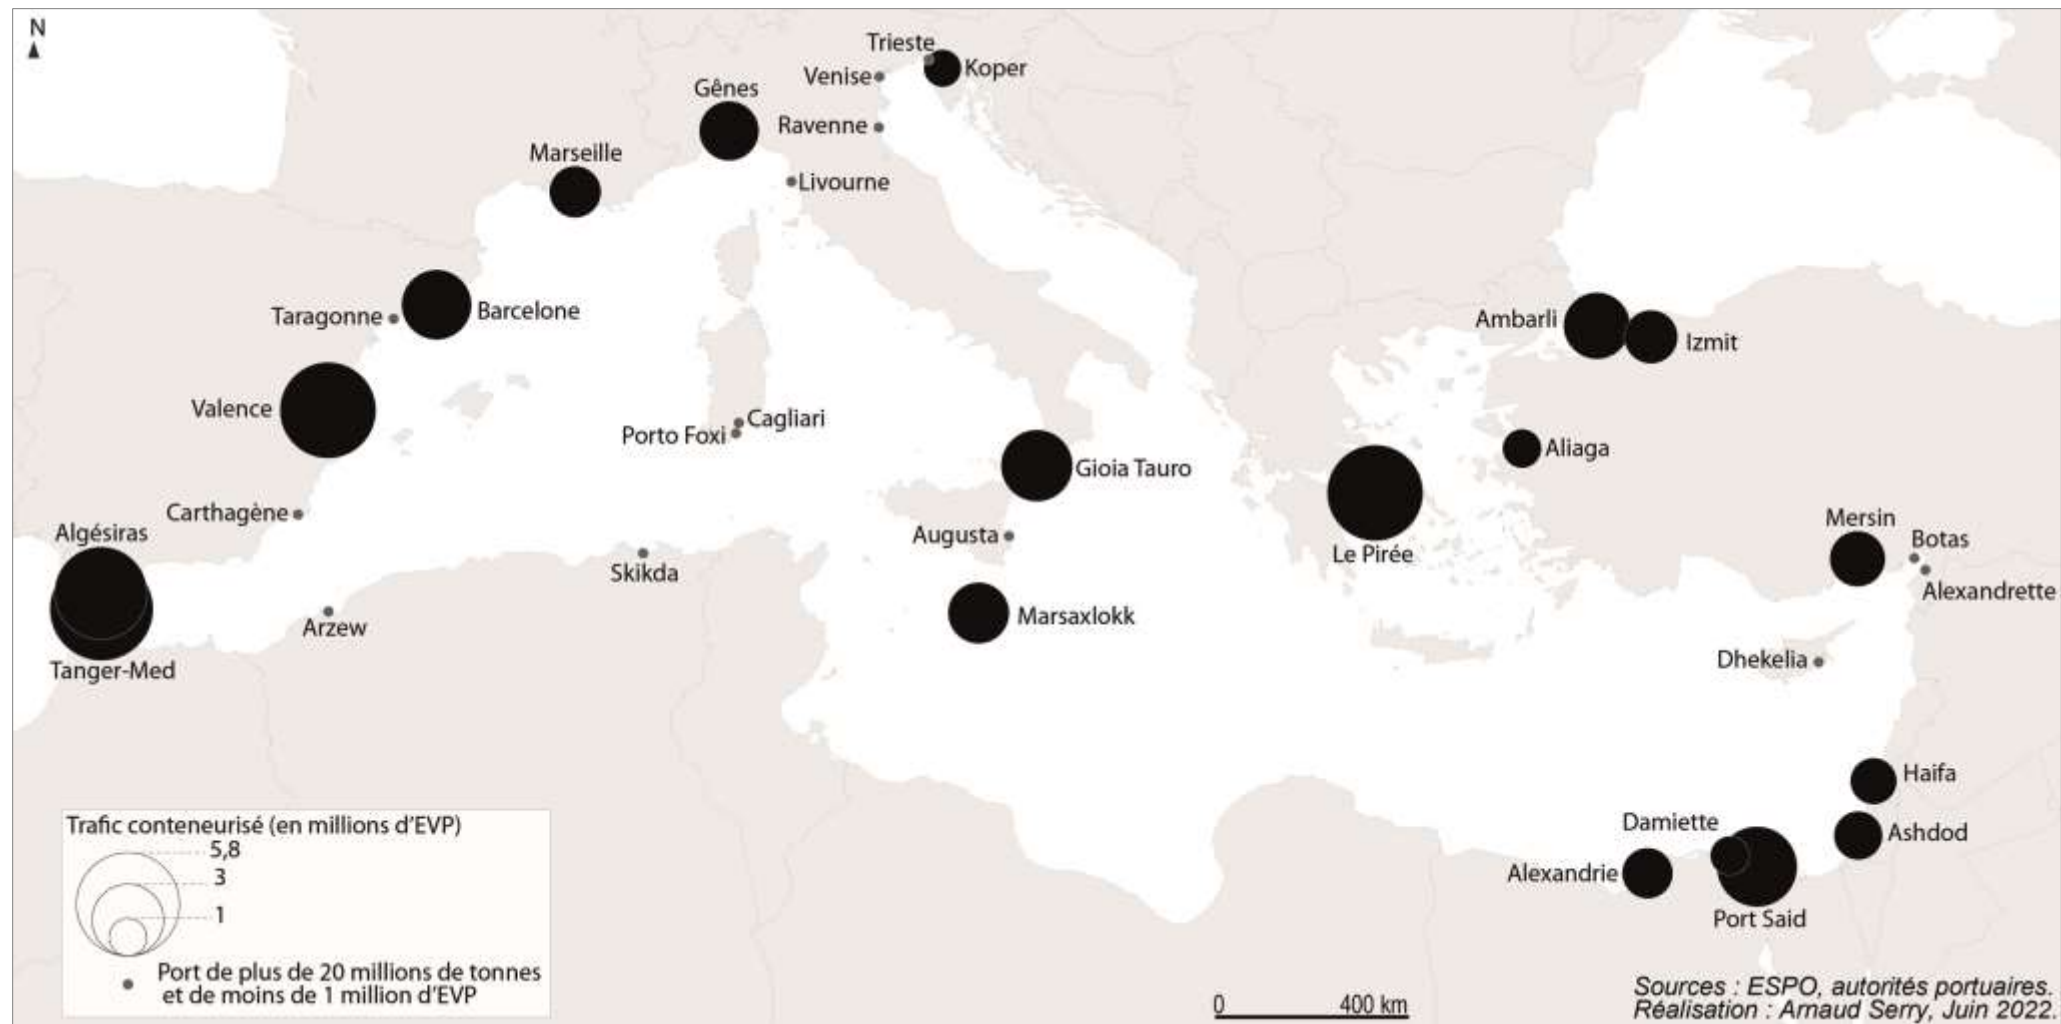 N
Trieste
Koper
Venise
Gênes
Ravenne
Marseille
Livourne
Taragonne
Barcelone
Ambarli
Izmit
Valence
Cagliari
Porto Foxi
Aliaga
Gioia Tauro
Carthagène
Algésiras
Augusta
Le Pirée
Mersin
Botas
Alexandrette
Skikda
Arzew
Marsaxlokk
Tanger-Med
Dhekelia
Haifa
Damiette
Ashdod
Alexandrie
Port Said
Trafic conteneurisé (en millions d'EVP)
5,8
3
1
Port de plus de 20 millions de tonnes
et de moins de 1 million d'EVP
0 400 km
Sources : ESPO, autorités portuaires.
Réalisation : Arnaud Serry, Juin 2022.